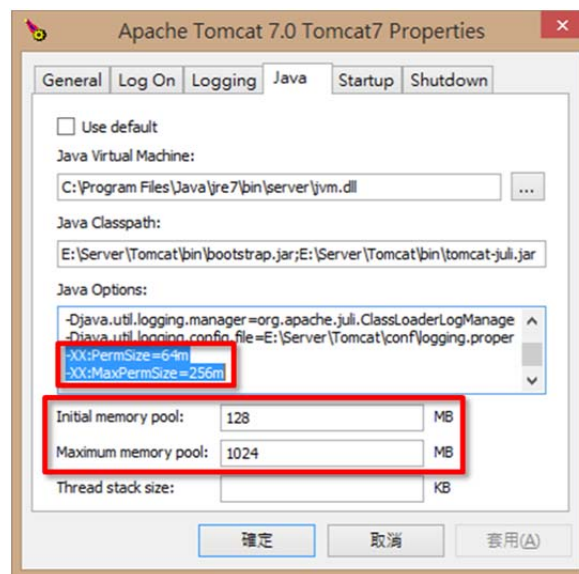 Apache Tomcat 7.0 Tomcat7 Properties
General Log On Logging Java Startup Shutdown
Use default
Java Virtual Machine:
C:\Program Files\Java\jre7\bin\server\jvm.dll ...
Java Classpath:
E:\Server\Tomcat\bin\bootstrap.jar;E:\Server\Tomcat\bin\tomcat-juli.jar
Java Options:
-Djava.util.logging.manager=org.apache.juli.ClassLoaderLogManage
-Djava.util.logging.config.file=E:\Server\Tomcat\conf\logging.proper
-XX:PermSize=64m
-XX:MaxPermSize=256m
Initial memory pool: 128 MB
Maximum memory pool: 1024 MB
Thread stack size: KB
確定 取消 套用(A)